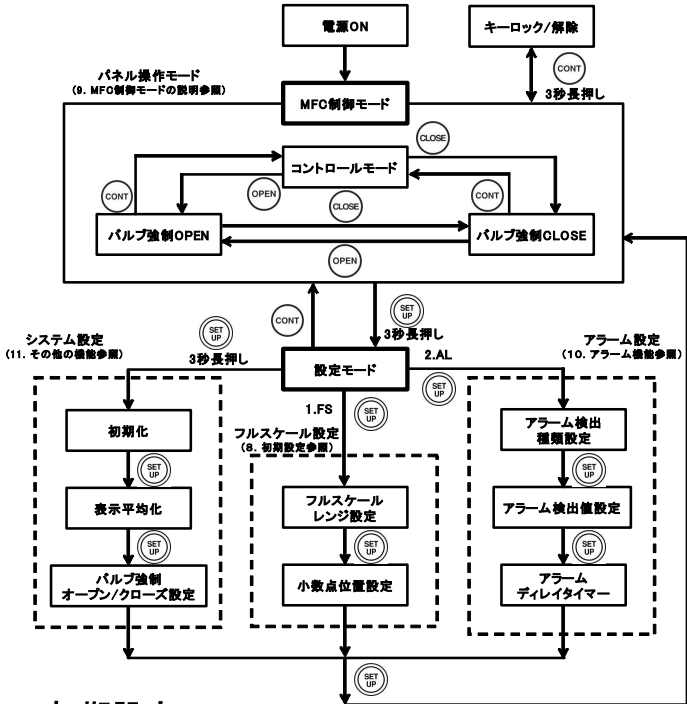 電源ON
キーロック/解除
CONT
3秒長押し
パネル操作モード
(9. MFC制御モードの説明参照)
MFC制御モード
コントロールモード
CLOSE
CONT
OPEN
CLOSE
CONT
バルブ強制OPEN
バルブ強制CLOSE
OPEN
CONT
SET UP
3秒長押し
システム設定
(11. その他の機能参照)
SET UP
3秒長押し
設定モード
2.AL
SET UP
アラーム設定
(10. アラーム機能参照)
1.FS
SET UP
フルスケール設定
(8. 初期設定参照)
初期化
SET UP
表示平均化
SET UP
バルブ強制
オープン/クローズ設定
フルスケール
レンジ設定
SET UP
小数点位置設定
アラーム検出
種類設定
SET UP
アラーム検出値設定
SET UP
アラーム
ディレイタイマー
SET UP